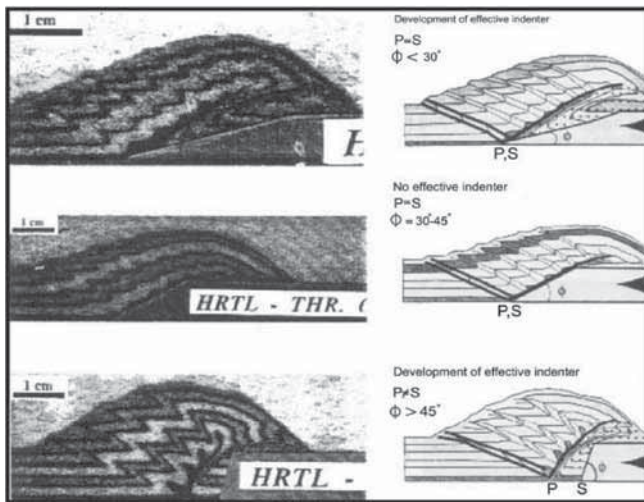 1 cm
H
Development of effective indenter
P=S
Φ < 30°
Φ
P,S
1 cm
HRTL - THR. (
No effective indenter
P=S
Φ = 30°-45°
Φ
P,S
1 cm
HRTL -
Development of effective indenter
P≠S
Φ > 45°
Φ
P S